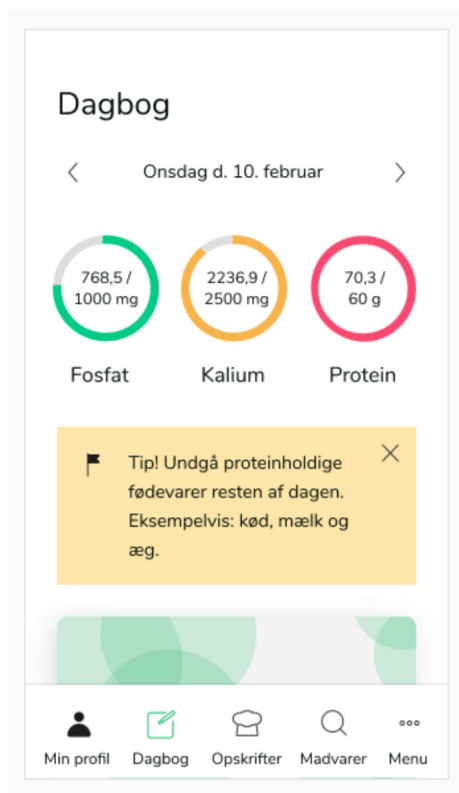 Dagbog
Onsdag d. 10. februar
768,5 /
1000 mg
2236,9 /
2500 mg
70,3 /
60 g
Fosfat
Kalium
Protein
Tip! Undgå proteinholdige
fødevarer resten af dagen.
Eksempelvis: kød, mælk og
æg.
Min profil
Dagbog
Opskrifter
Madvarer
Menu